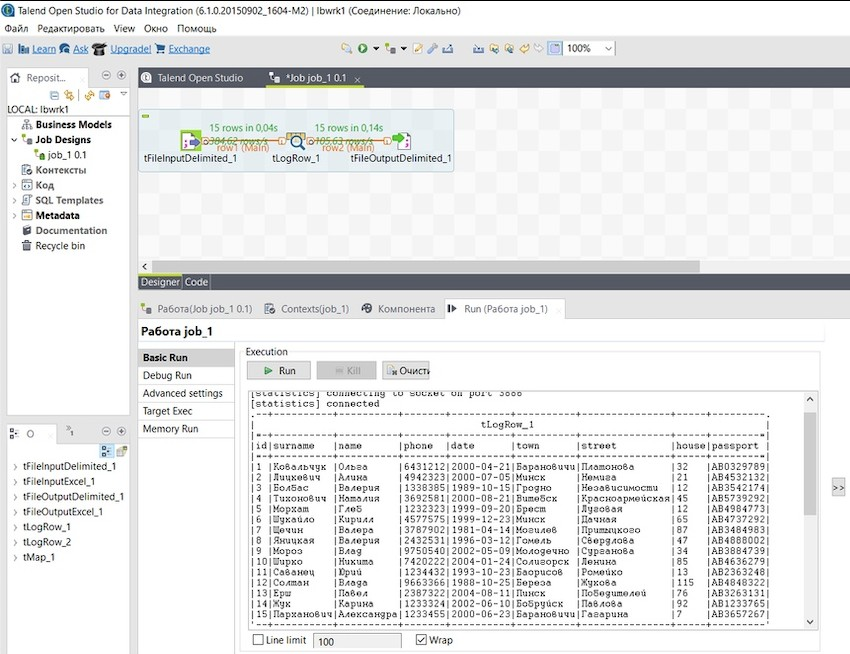 Talend Open Studio for Data Integration (6.1.0.20150902_1604-M2) | lbwrk1 (Соединение: Локально)
Файл Редактировать View Окно Помощь
Learn Ask Upgrade! Exchange 100%
Reposit...
LOCAL: lbwrk1
Business Models
Job Designs
job_1 0.1
Контексты
Код
SQL Templates
Metadata
Documentation
Recycle bin
Talend Open Studio *Job job_1 0.1
15 rows in 0,04s 15 rows in 0,14s
384,62 rows/s 105,63 rows/s
row1 (Main) row2 (Main)
tFileInputDelimited_1 tLogRow_1 tFileOutputDelimited_1
Designer Code
Работа(Job job_1 0.1) Contexts(job_1) Компонента Run (Работа job_1)
Работа job_1
Basic Run
Debug Run
Advanced settings
Target Exec
Memory Run
Execution
Run Kill Очисти
[statistics] connecting to socket on port 3888
[statistics] connected
tLogRow_1
|id|surname |name |phone |date |town |street |house|passport |
|1 |Ковальчук |Ольга |6431212|2000-04-21|Барановичи|Платонова |32 |AB0329789|
|2 |Лицкевич |Алина |4942323|2000-07-05|Минск |Немига |21 |AB4532132|
|3 |Болбас |Валерия |1338385|1989-10-15|Гродно |Независимости |12 |AB3542174|
|4 |Тихонович |Наталия |3692581|2000-08-21|Витебск |Красноармейская|45 |AB5739292|
|5 |Морхат |Глеб |1232323|1999-09-20|Брест |Луговая |12 |AB4984773|
|6 |Шукайло |Кирилл |4577575|1999-12-23|Минск |Дачная |65 |AB4737292|
|7 |Щечин |Валера |3787902|1981-04-14|Могилев |Притыцкого |87 |AB3484983|
|8 |Яницкая |Валерия |2432531|1996-03-12|Гомель |Свердлова |47 |AB4888002|
|9 |Мороз |Влад |9750540|2002-05-09|Молодечно |Сурганова |34 |AB3884739|
|10|Ширко |Никита |7420222|2004-01-24|Солигорск |Ленина |85 |AB4636279|
|11|Саванец |Юрий |1234432|1993-10-23|Баорисов |Ромейко |13 |AB2363248|
|12|Солтан |Влада |9663366|1988-10-25|Береза |Жукова |115 |AB4848322|
|13|Ерш |Павел |2387322|2004-08-11|Пинск |Победителей |76 |AB3263131|
|14|Жук |Карина |1233324|2002-06-10|Бобруйск |Павлова |92 |AB1233765|
|15|Пархановыч|Александра|1233455|2000-06-23|Барановичи|Гагарина |7 |AB3657267|
Line limit 100 Wrap
tFileInputDelimited_1
tFileInputExcel_1
tFileOutputDelimited_1
tFileOutputExcel_1
tLogRow_1
tLogRow_2
tMap_1